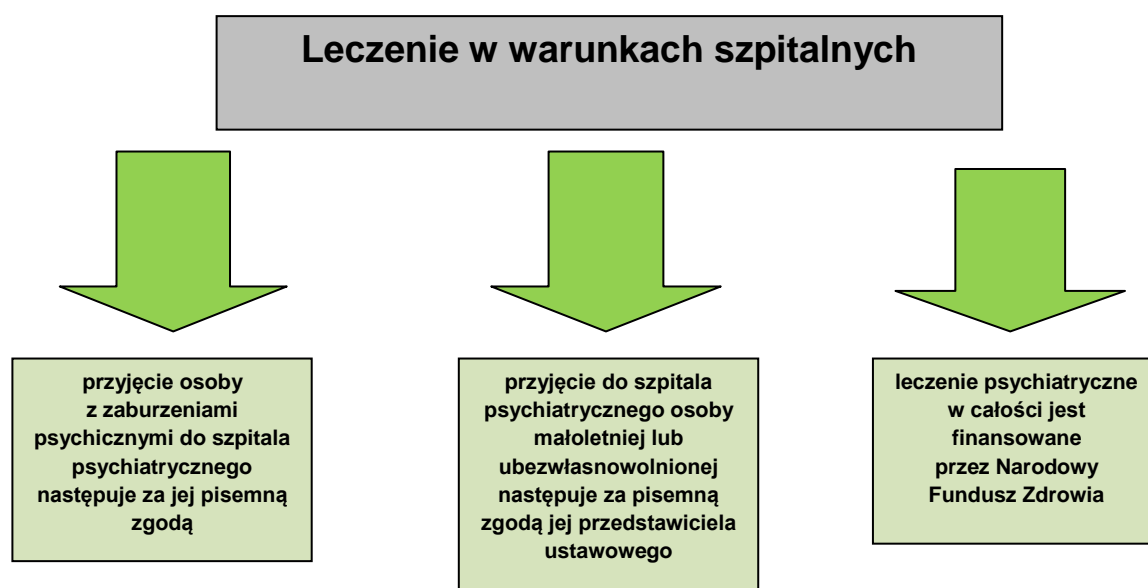 Leczenie w warunkach szpitalnych
przyjęcie osoby
z zaburzeniami
psychicznymi do szpitala
psychiatrycznego
następuje za jej pisemną
zgodą
przyjęcie do szpitala
psychiatrycznego osoby
małoletniej lub
ubezwłasnowolnionej
następuje za pisemną
zgodą jej przedstawiciela
ustawowego
leczenie psychiatryczne
w całości jest
finansowane
przez Narodowy
Fundusz Zdrowia